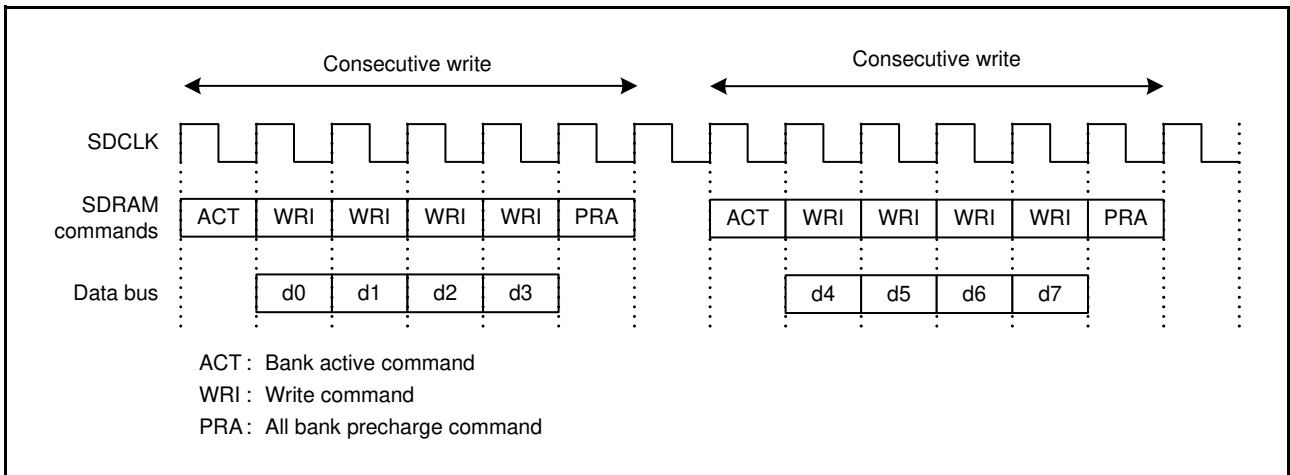 Consecutive write Consecutive write
SDCLK
SDRAM
commands
ACT WRI WRI WRI WRI PRA ACT WRI WRI WRI WRI PRA
Data bus d0 d1 d2 d3 d4 d5 d6 d7
ACT : Bank active command
WRI : Write command
PRA : All bank precharge command